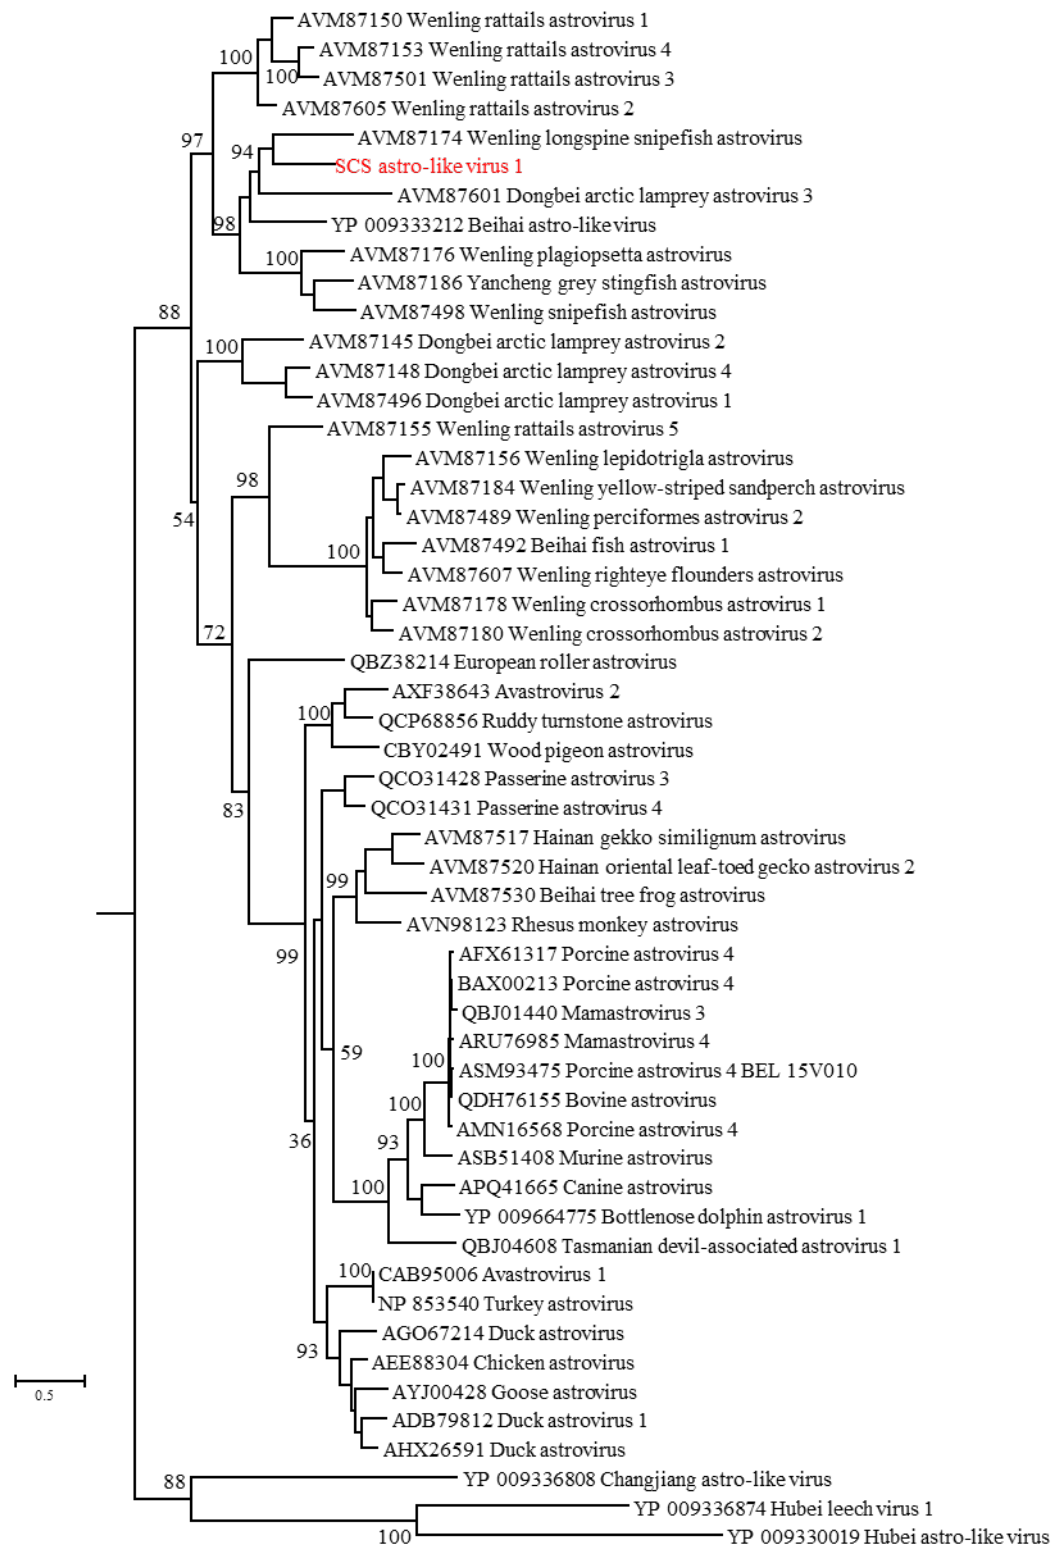 AVM87150 Wenling rattails astrovirus 1
AVM87153 Wenling rattails astrovirus 4
100
100
AVM87501 Wenling rattails astrovirus 3
AVM87605 Wenling rattails astrovirus 2
97
AVM87174 Wenling longspine snipefish astrovirus
94
SCS astro-like virus 1
AVM87601 Dongbei arctic lamprey astrovirus 3
98
YP 009333212 Beihai astro-like virus
100
AVM87176 Wenling plagiopsetta astrovirus
AVM87186 Yancheng grey stingfish astrovirus
88
AVM87498 Wenling snipefish astrovirus
100
AVM87145 Dongbei arctic lamprey astrovirus 2
AVM87148 Dongbei arctic lamprey astrovirus 4
AVM87496 Dongbei arctic lamprey astrovirus 1
AVM87155 Wenling rattails astrovirus 5
AVM87156 Wenling lepidotrigla astrovirus
98
AVM87184 Wenling yellow-striped sandperch astrovirus
54
AVM87489 Wenling perciformes astrovirus 2
100
AVM87492 Beihai fish astrovirus 1
AVM87607 Wenling righteye flounders astrovirus
AVM87178 Wenling crossorhombus astrovirus 1
72
AVM87180 Wenling crossorhombus astrovirus 2
QBZ38214 European roller astrovirus
AXF38643 Avastrovirus 2
100
QCP68856 Ruddy turnstone astrovirus
CBY02491 Wood pigeon astrovirus
QCO31428 Passerine astrovirus 3
83
QCO31431 Passerine astrovirus 4
AVM87517 Hainan gekko similignum astrovirus
AVM87520 Hainan oriental leaf-toed gecko astrovirus 2
99
AVM87530 Beihai tree frog astrovirus
AVN98123 Rhesus monkey astrovirus
99
AFX61317 Porcine astrovirus 4
BAX00213 Porcine astrovirus 4
QBJ01440 Mamastrovirus 3
ARU76985 Mamastrovirus 4
59
100
ASM93475 Porcine astrovirus 4 BEL 15V010
100
QDH76155 Bovine astrovirus
36
93
AMN16568 Porcine astrovirus 4
ASB51408 Murine astrovirus
100
APQ41665 Canine astrovirus
YP 009664775 Bottlenose dolphin astrovirus 1
QBJ04608 Tasmanian devil-associated astrovirus 1
100
CAB95006 Avastrovirus 1
NP 853540 Turkey astrovirus
AGO67214 Duck astrovirus
93
AEE88304 Chicken astrovirus
0.5
AYJ00428 Goose astrovirus
ADB79812 Duck astrovirus 1
AHX26591 Duck astrovirus
88
YP 009336808 Changjiang astro-like virus
YP 009336874 Hubei leech virus 1
100
YP 009330019 Hubei astro-like virus